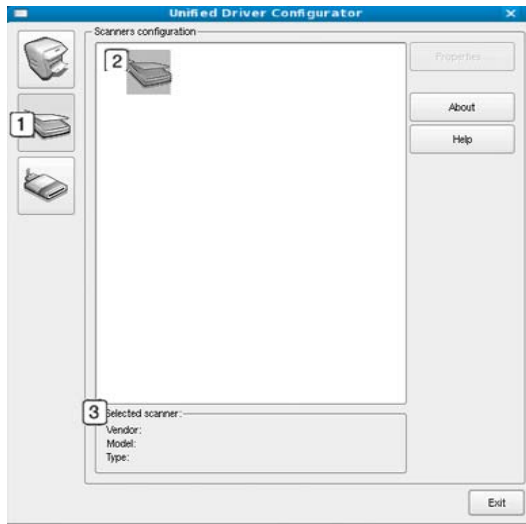 Unified Driver Configurator
Scanners configuration
2
Properties...
About
1
Help
3
Selected scanner:
Vendor:
Model:
Type:
Exit